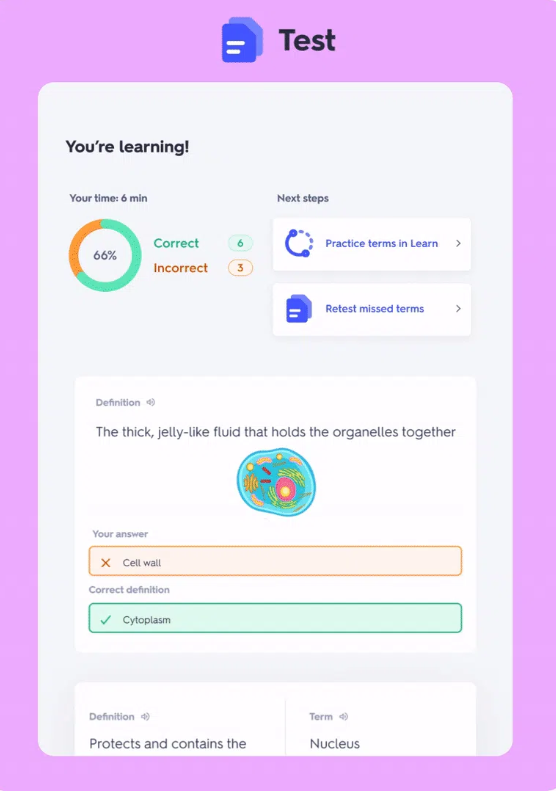 Test
You're learning!
Your time: 6 min
Next steps
66%
Correct 6
Incorrect 3
Practice terms in Learn
Retest missed terms
Definition
The thick, jelly-like fluid that holds the organelles together
Your answer
Cell wall
Correct definition
Cytoplasm
Definition
Protects and contains the
Term
Nucleus